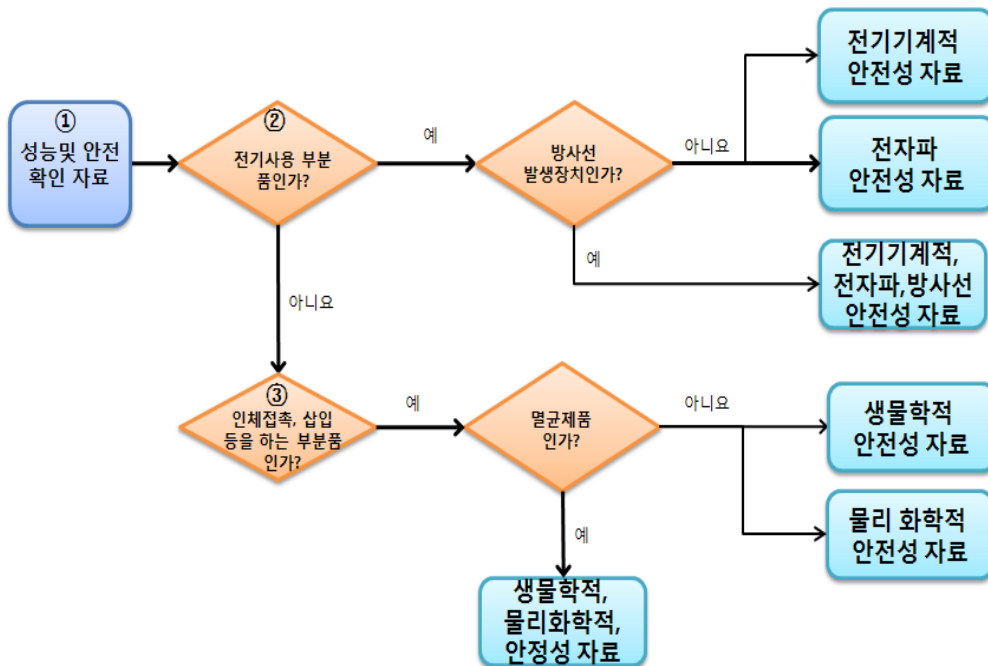 ①
성능및 안전
확인 자료
②
전기사용 부분
품인가?
예
방사선
발생장치인가?
아니요
전기기계적
안전성 자료
전자파
안전성 자료
예
전기기계적,
전자파,방사선
안전성 자료
아니요
③
인체접촉, 삽입
등을 하는 부분품
인가?
예
멸균제품
인가?
아니요
생물학적
안전성 자료
물리 화학적
안전성 자료
예
생물학적,
물리화학적,
안정성 자료